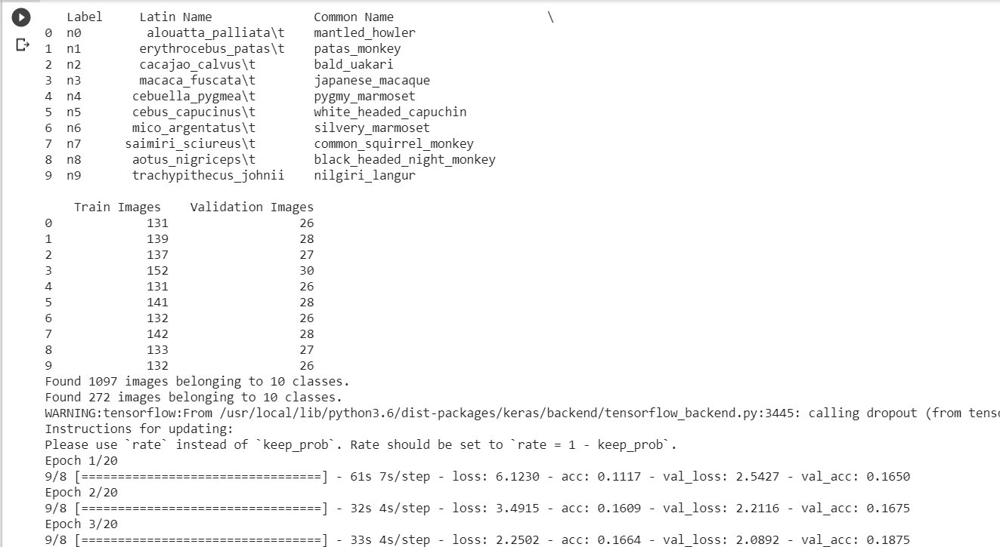 Label Latin Name Common Name \
0 n0 alouatta_palliata\t mantled_howler
1 n1 erythrocebus_patas\t patas_monkey
2 n2 cacajao_calvus\t bald_uakari
3 n3 macaca_fuscata\t japanese_macaque
4 n4 cebuella_pygmea\t pygmy_marmoset
5 n5 cebus_capucinus\t white_headed_capuchin
6 n6 mico_argentatus\t silvery_marmoset
7 n7 saimiri_sciureus\t common_squirrel_monkey
8 n8 aotus_nigriceps\t black_headed_night_monkey
9 n9 trachypithecus_johnii nilgiri_langur
Train Images Validation Images
0 131 26
1 139 28
2 137 27
3 152 30
4 131 26
5 141 28
6 132 26
7 142 28
8 133 27
9 132 26
Found 1097 images belonging to 10 classes.
Found 272 images belonging to 10 classes.
WARNING:tensorflow:From /usr/local/lib/python3.6/dist-packages/keras/backend/tensorflow_backend.py:3445: calling dropout (from tenso
Instructions for updating:
Please use `rate` instead of `keep_prob`. Rate should be set to `rate = 1 - keep_prob`.
Epoch 1/20
9/8 [==================================] - 61s 7s/step - loss: 6.1230 - acc: 0.1117 - val_loss: 2.5427 - val_acc: 0.1650
Epoch 2/20
9/8 [==================================] - 32s 4s/step - loss: 3.4915 - acc: 0.1609 - val_loss: 2.2116 - val_acc: 0.1675
Epoch 3/20
9/8 [==================================] - 33s 4s/step - loss: 2.2502 - acc: 0.1664 - val_loss: 2.0892 - val_acc: 0.1875